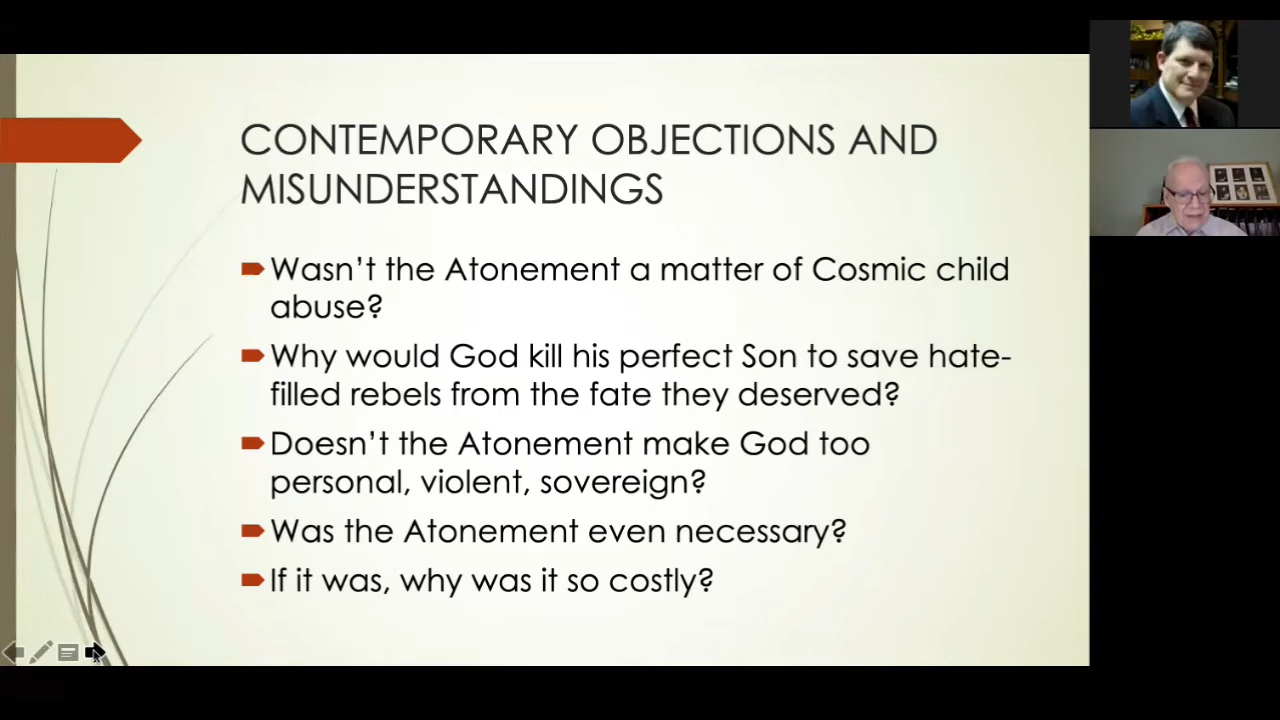 CONTEMPORARY OBJECTIONS AND
MISUNDERSTANDINGS
Wasn’t the Atonement a matter of Cosmic child
abuse?
Why would God kill his perfect Son to save hate-
filled rebels from the fate they deserved?
Doesn’t the Atonement make God too
personal, violent, sovereign?
Was the Atonement even necessary?
If it was, why was it so costly?